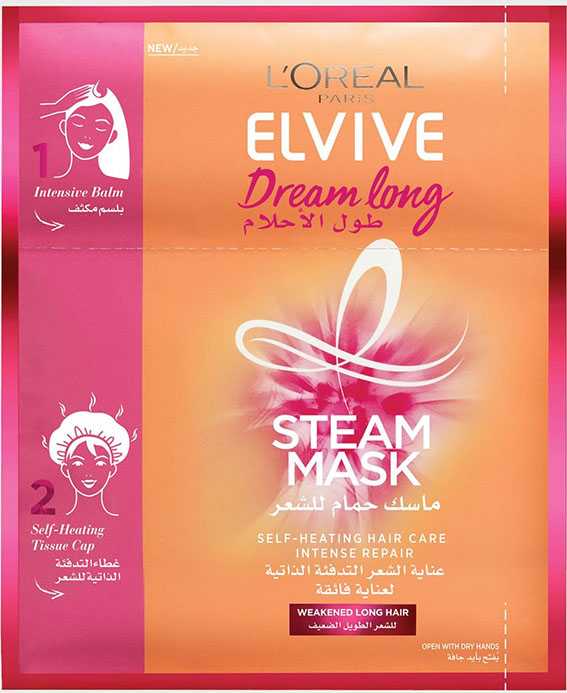 NEW/جديد
L'ORÉAL
PARIS
ELVIVE
Dream long
طول الأحلام
1
Intensive Balm
بلسم مكثف
STEAM
MASK
ماسك حمام للشعر
SELF-HEATING HAIR CARE
INTENSE REPAIR
عناية الشعر التدفئة الذاتية
لعناية فائقة
WEAKENED LONG HAIR
للشعر الطويل الضعيف
2
Self-Heating
Tissue Cap
غطاء التدفئة
الذاتية للشعر
OPEN WITH DRY HANDS
يُفتح بأيد جافة